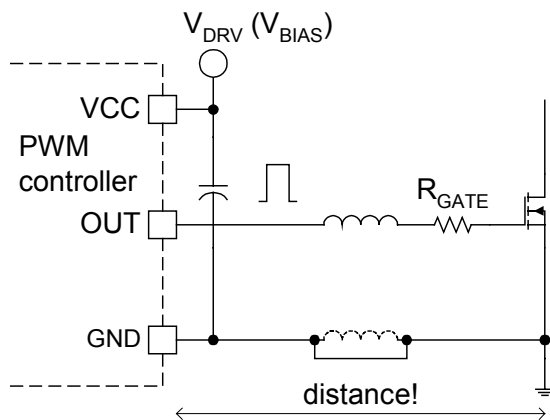 V_DRV (V_BIAS)
VCC
PWM
controller
R_GATE
OUT
GND
distance!